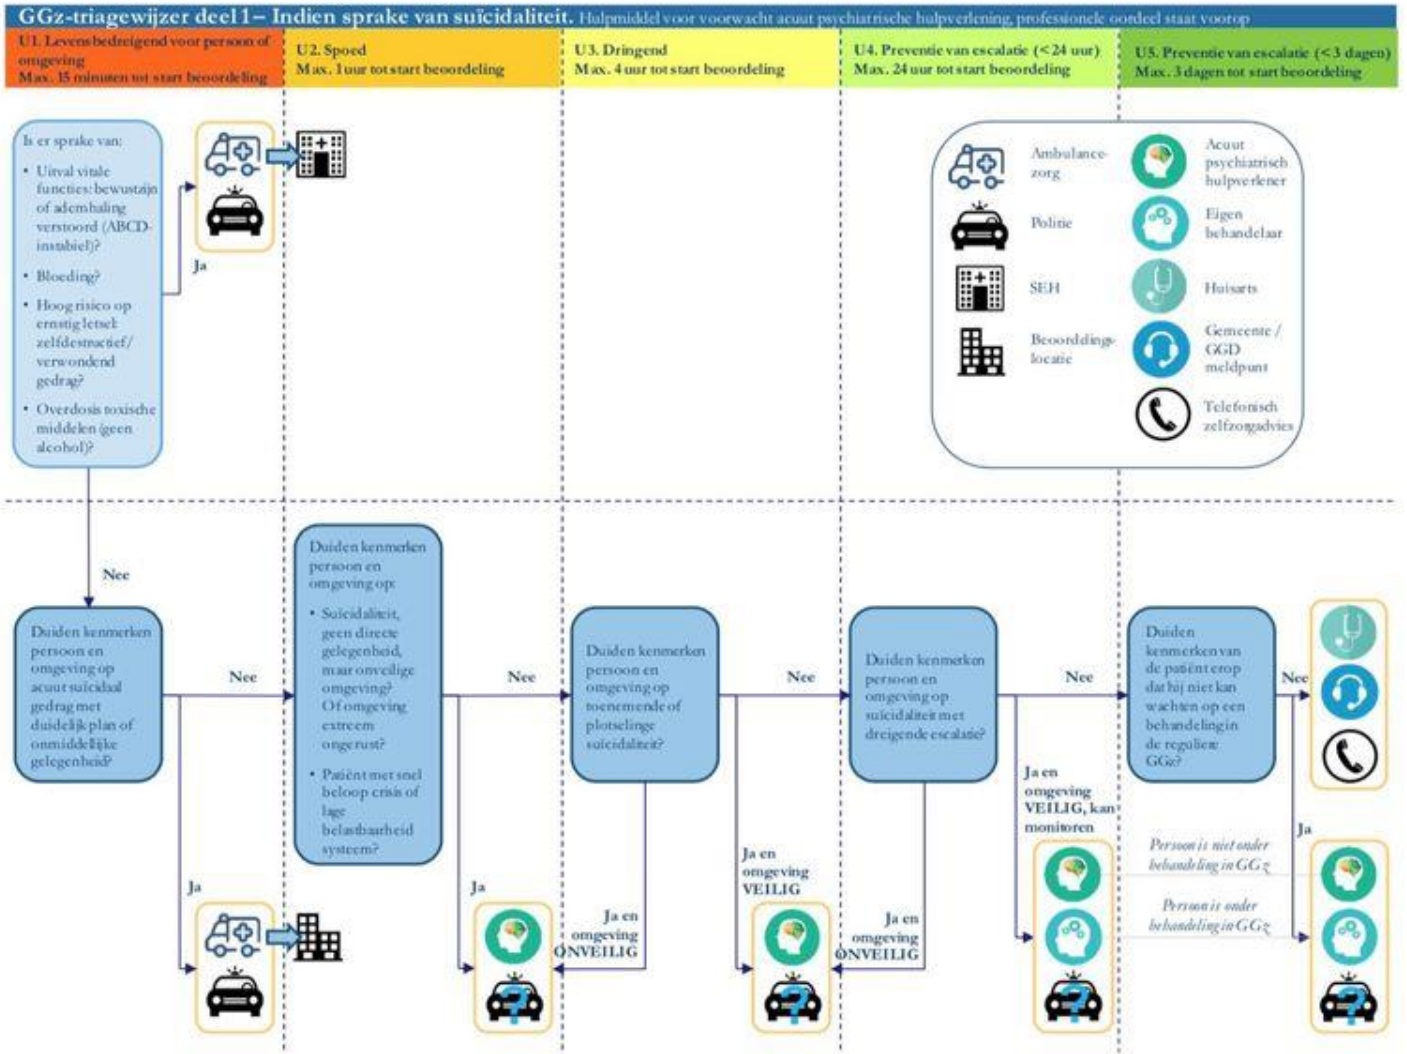 GGz-triagewijzer deel 1 – Indien sprake van suïcidaliteit. Hulpmiddel voor voorwacht acuut psychiatrische hulpverlening, professionele oordeel staat voorop
U1. Levensbedreigend voor persoon of
omgeving
Max. 15 minuten tot start beoordeling
U2. Spoed
Max. 1 uur tot start beoordeling
U3. Dringend
Max. 4 uur tot start beoordeling
U4. Preventie van escalatie (< 24 uur)
Max. 24 uur tot start beoordeling
U5. Preventie van escalatie (< 3 dagen)
Max. 3 dagen tot start beoordeling
Is er sprake van:
• Uitval vitale
functies: bewustzijn
of ademhaling
verstoord (ABCD-
instabiel)?
• Bloeding?
• Hoog risico op
ernstig letsel:
zelfdestructief/
verwondend
gedrag?
• Overdosis toxische
middelen (geen
alcohol)?
Ja
Ambulance-
zorg
Politie
SEH
Beoordelings-
locatie
Acuut
psychiatrisch
hulpverlener
Eigen
behandelaar
Huisarts
Gemeente /
GGD
meldpunt
Telefonisch
zelfzorgadvies
Nee
Duiden kenmerken
persoon en
omgeving op
acuut suïcidaal
gedrag met
duidelijk plan of
onmiddellijke
gelegenheid?
Nee
Ja
Duiden kenmerken
persoon en
omgeving op:
• Suïcidaliteit,
geen directe
gelegenheid,
maar onveilige
omgeving?
Of omgeving
extreem
ongerust?
• Patiënt met snel
beloop crisis of
lage
belastbaarheid
systeem?
Nee
Ja
Duiden kenmerken
persoon en
omgeving op
toenemende of
plotselinge
suïcidaliteit?
Nee
Ja en
omgeving
ONVEILIG
Ja en
omgeving
VEILIG
Duiden kenmerken
persoon en
omgeving op
suïcidaliteit met
dreigende escalatie?
Nee
Ja en
omgeving
ONVEILIG
Ja en
omgeving
VEILIG, kan
monitoren
Duiden
kenmerken van
de patiënt erop
dat hij niet kan
wachten op een
behandeling in
de reguliere
GGz?
Nee
Ja
Persoon is niet onder
behandeling in GGz
Persoon is onder
behandeling in GGz
?
?
?
?